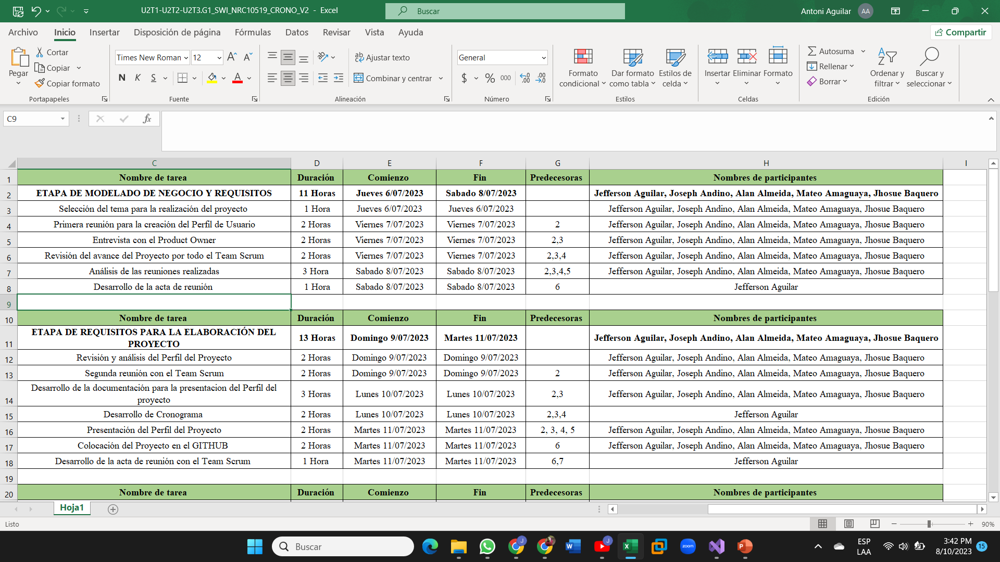 U2T1-U2T2-U2T3.G1_SWI_NRC10519_CRONO_V2 - Excel
Buscar
Antoni Aguilar AA
Archivo Inicio Insertar Disposición de página Fórmulas Datos Revisar Vista Ayuda Compartir
Pegar Cortar
Copiar
Copiar formato
Portapapeles
Times New Roman 12
N K S
Fuente
Ajustar texto
Combinar y centrar
Alineación
General
$ % 000
Número
Formato condicional
Dar formato como tabla
Estilos de celda
Estilos
Insertar Eliminar Formato
Celdas
Autosuma
Rellenar
Borrar
Ordenar y filtrar
Buscar y seleccionar
Edición
C9 fx
C D E F G H I
1 Nombre de tarea Duración Comienzo Fin Predecesoras Nombres de participantes
2 ETAPA DE MODELADO DE NEGOCIO Y REQUISITOS 11 Horas Jueves 6/07/2023 Sabado 8/07/2023 Jefferson Aguilar, Joseph Andino, Alan Almeida, Mateo Amaguaya, Jhosue Baquero
3 Selección del tema para la realización del proyecto 1 Hora Jueves 6/07/2023 Jueves 6/07/2023 Jefferson Aguilar, Joseph Andino, Alan Almeida, Mateo Amaguaya, Jhosue Baquero
4 Primera reunión para la creación del Perfil de Usuario 2 Horas Viernes 7/07/2023 Viernes 7/07/2023 2 Jefferson Aguilar, Joseph Andino, Alan Almeida, Mateo Amaguaya, Jhosue Baquero
5 Entrevista con el Product Owner 2 Horas Viernes 7/07/2023 Viernes 7/07/2023 2,3 Jefferson Aguilar, Joseph Andino, Alan Almeida, Mateo Amaguaya, Jhosue Baquero
6 Revisión del avance del Proyecto por todo el Team Scrum 2 Horas Viernes 7/07/2023 Viernes 7/07/2023 2,3,4 Jefferson Aguilar, Joseph Andino, Alan Almeida, Mateo Amaguaya, Jhosue Baquero
7 Análisis de las reuniones realizadas 3 Hora Sabado 8/07/2023 Sabado 8/07/2023 2,3,4,5 Jefferson Aguilar, Joseph Andino, Alan Almeida, Mateo Amaguaya, Jhosue Baquero
8 Desarrollo de la acta de reunión 1 Hora Sabado 8/07/2023 Sabado 8/07/2023 6 Jefferson Aguilar
9
10 Nombre de tarea Duración Comienzo Fin Predecesoras Nombres de participantes
ETAPA DE REQUISITOS PARA LA ELABORACIÓN DEL
11 PROYECTO 13 Horas Domingo 9/07/2023 Martes 11/07/2023 Jefferson Aguilar, Joseph Andino, Alan Almeida, Mateo Amaguaya, Jhosue Baquero
12 Revisión y análisis del Perfil del Proyecto 2 Horas Domingo 9/07/2023 Domingo 9/07/2023 Jefferson Aguilar, Joseph Andino, Alan Almeida, Mateo Amaguaya, Jhosue Baquero
13 Segunda reunión con el Team Scrum 2 Horas Domingo 9/07/2023 Domingo 9/07/2023 2 Jefferson Aguilar, Joseph Andino, Alan Almeida, Mateo Amaguaya, Jhosue Baquero
Desarrollo de la documentación para la presentacion del Perfil del
14 proyecto 3 Horas Lunes 10/07/2023 Lunes 10/07/2023 2,3 Jefferson Aguilar, Joseph Andino, Alan Almeida, Mateo Amaguaya, Jhosue Baquero
15 Desarrollo de Cronograma 2 Horas Lunes 10/07/2023 Lunes 10/07/2023 2,3,4 Jefferson Aguilar
16 Presentación del Perfil del Proyecto 2 Horas Martes 11/07/2023 Martes 11/07/2023 2, 3, 4, 5 Jefferson Aguilar, Joseph Andino, Alan Almeida, Mateo Amaguaya, Jhosue Baquero
17 Colocación del Proyecto en el GITHUB 2 Horas Martes 11/07/2023 Martes 11/07/2023 6 Jefferson Aguilar, Joseph Andino, Alan Almeida, Mateo Amaguaya, Jhosue Baquero
18 Desarrollo de la acta de reunión con el Team Scrum 1 Hora Martes 11/07/2023 Martes 11/07/2023 6,7 Jefferson Aguilar
19
20 Nombre de tarea Duración Comienzo Fin Predecesoras Nombres de participantes
Hoja1
Listo 90%
Buscar
zoom
ESP
LAA
3:42 PM
8/10/2023
15